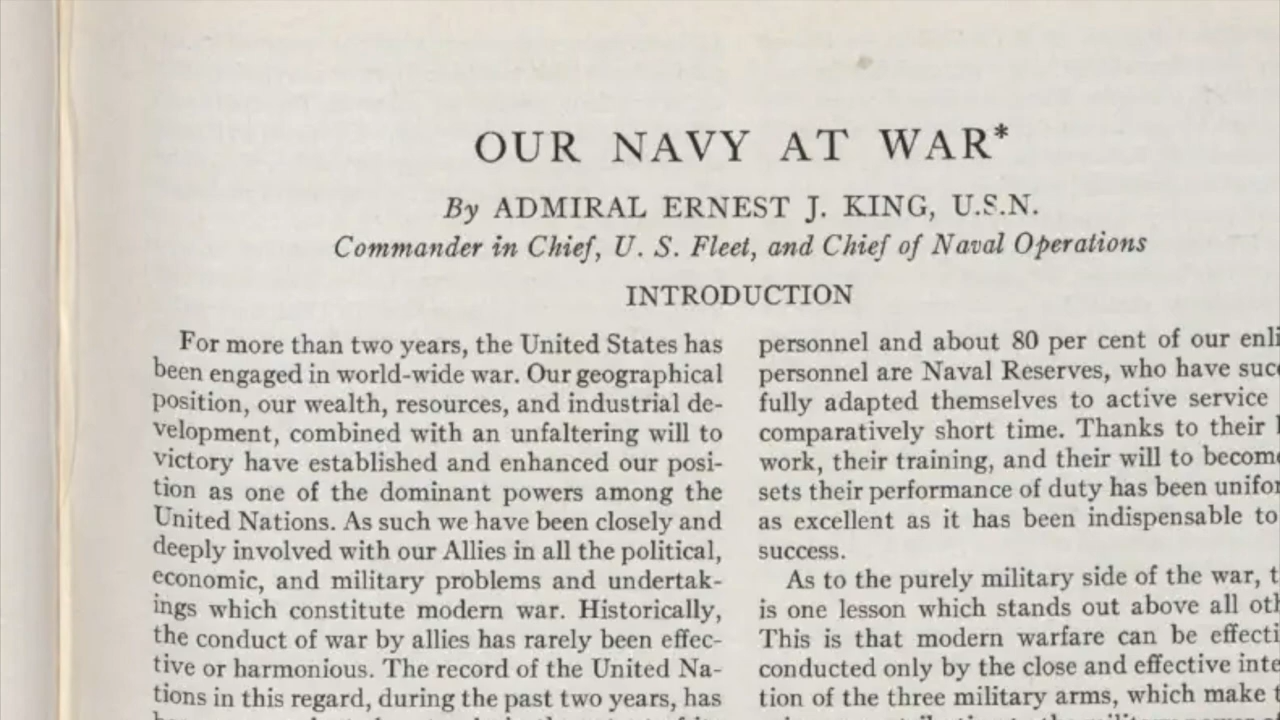 OUR NAVY AT WAR*
By ADMIRAL ERNEST J. KING, U.S.N.
Commander in Chief, U. S. Fleet, and Chief of Naval Operations
INTRODUCTION
For more than two years, the United States has
been engaged in world-wide war. Our geographical
position, our wealth, resources, and industrial de-
velopment, combined with an unfaltering will to
victory have established and enhanced our posi-
tion as one of the dominant powers among the
United Nations. As such we have been closely and
deeply involved with our Allies in all the political,
economic, and military problems and undertak-
ings which constitute modern war. Historically,
the conduct of war by allies has rarely been effec-
tive or harmonious. The record of the United Na-
tions in this regard, during the past two years, has
personnel and about 80 per cent of our
personnel are Naval Reserves, who have
fully adapted themselves to active service
comparatively short time. Thanks to their
work, their training, and their will to become
sets their performance of duty has been
as excellent as it has been indispensable to
success.
As to the purely military side of the war,
is one lesson which stands out above all
This is that modern warfare can be
conducted only by the close and effective
tion of the three military arms, which make